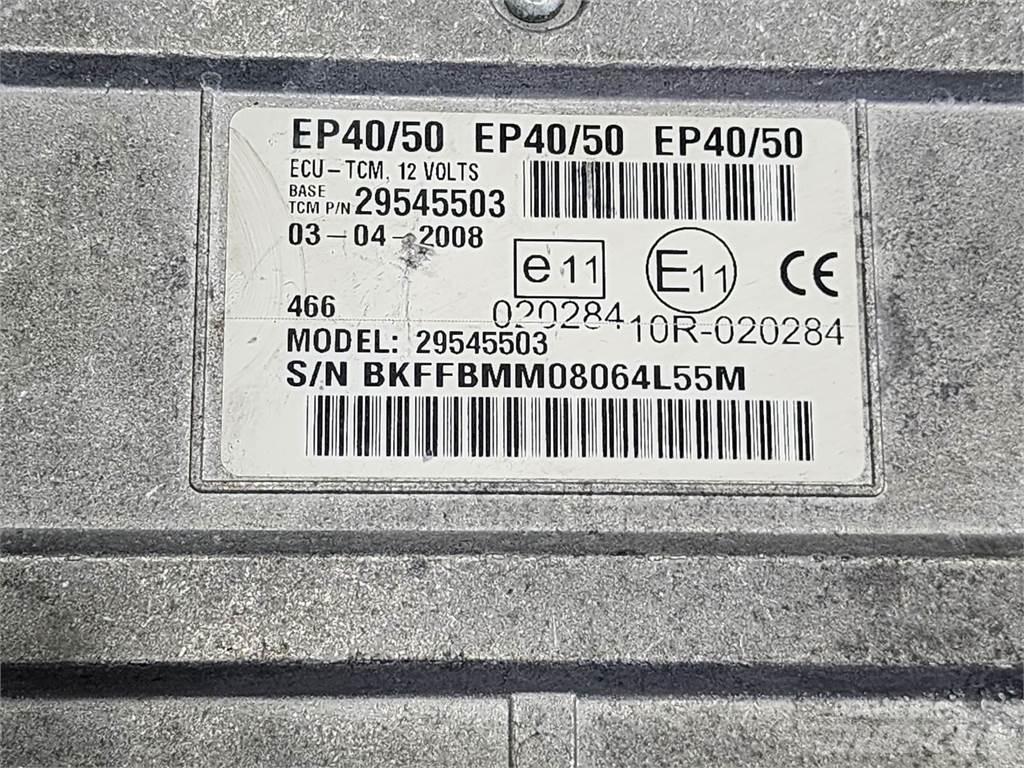 EP40/50 EP40/50 EP40/50
ECU-TCM, 12 VOLTS
BASE
TCM P/N 29545503
03-04-2008
e 11
E11
CE
020284
10R-020284
466
MODEL: 29545503
S/N BKFFBMM08064L55M